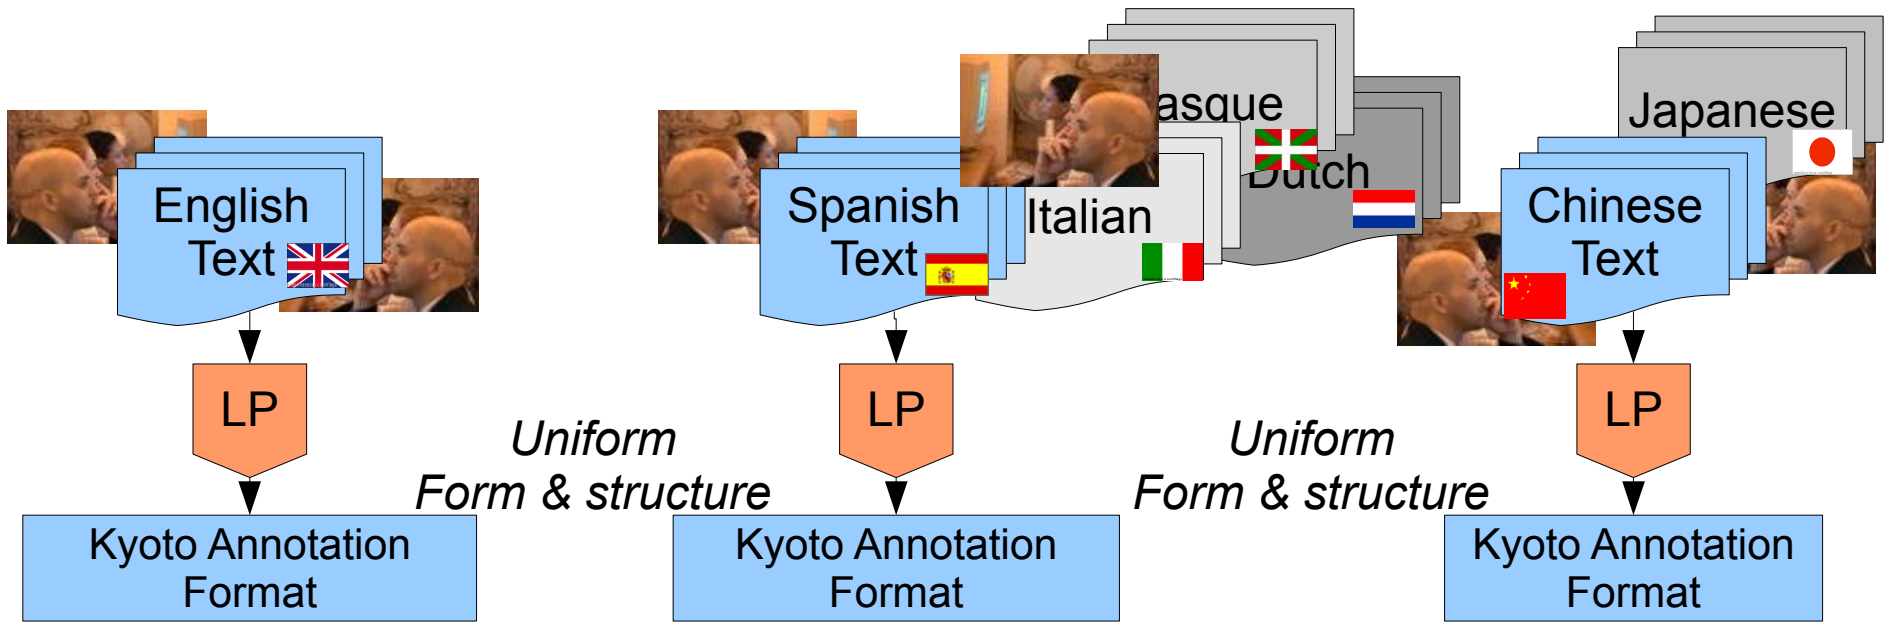 English
Text
Spanish
Text
Italian
asque
Dutch
Chinese
Text
Japanese
LP
LP
LP
Uniform
Form & structure
Uniform
Form & structure
Kyoto Annotation
Format
Kyoto Annotation
Format
Kyoto Annotation
Format